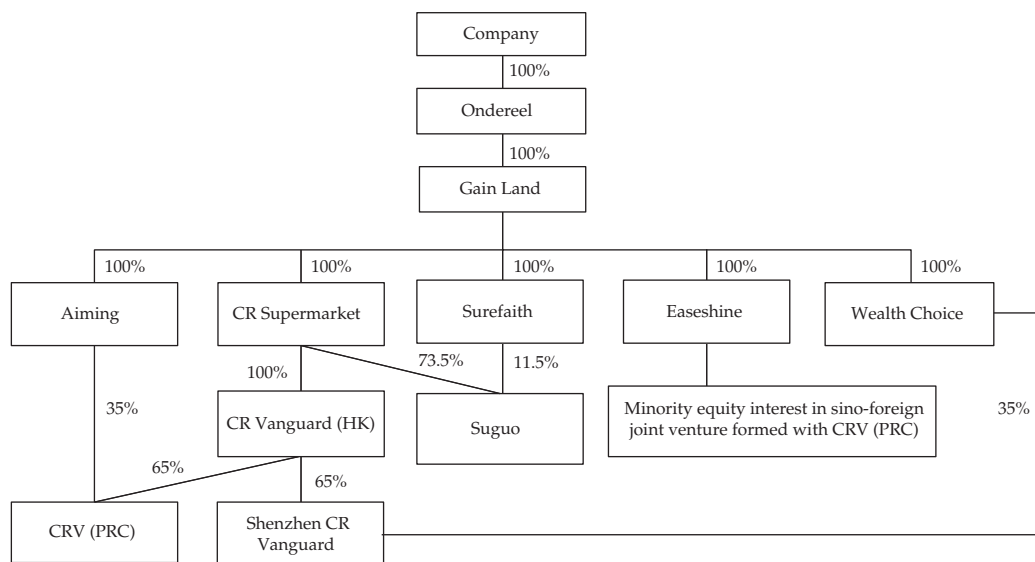 Company
100%
Ondereel
100%
Gain Land
100%
100%
100%
100%
100%
Aiming
CR Supermarket
Surefaith
Easeshine
Wealth Choice
73.5%
11.5%
100%
35%
CR Vanguard (HK)
Suguo
Minority equity interest in sino-foreign
joint venture formed with CRV (PRC)
35%
65%
65%
CRV (PRC)
Shenzhen CR
Vanguard